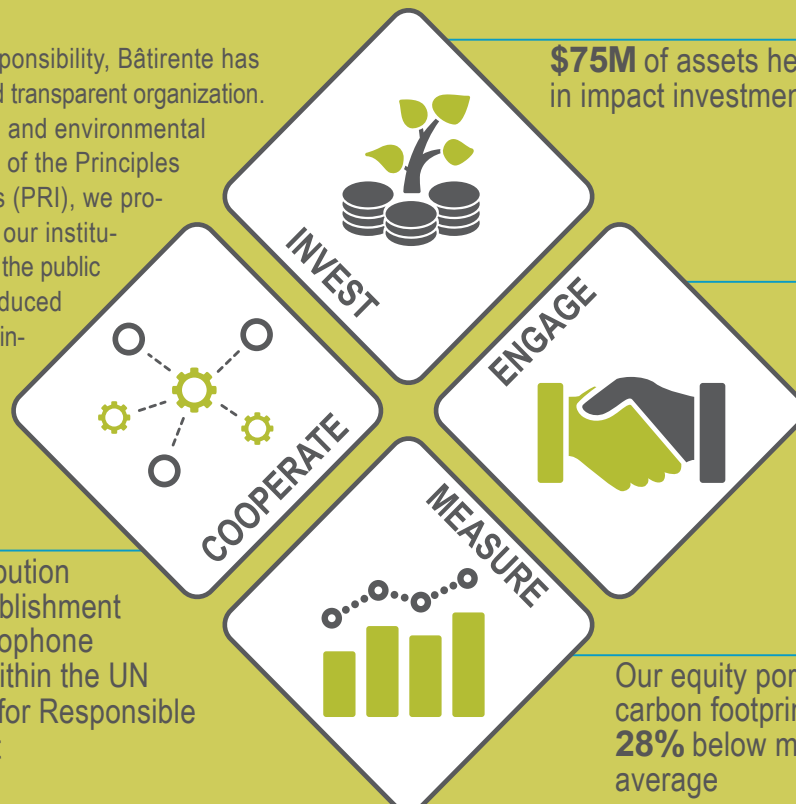 ponsibility, Bâtirente has
d transparent organization.
and environmental
of the Principles
s (PRI), we pro-
our institu-
the public
duced
in-
$75M of assets he
in impact investmen
INVEST
ENGAGE
COOPERATE
MEASURE
bution
blishment
ophone
ithin the UN
for Responsible
Our equity por
carbon footprin
28% below m
average